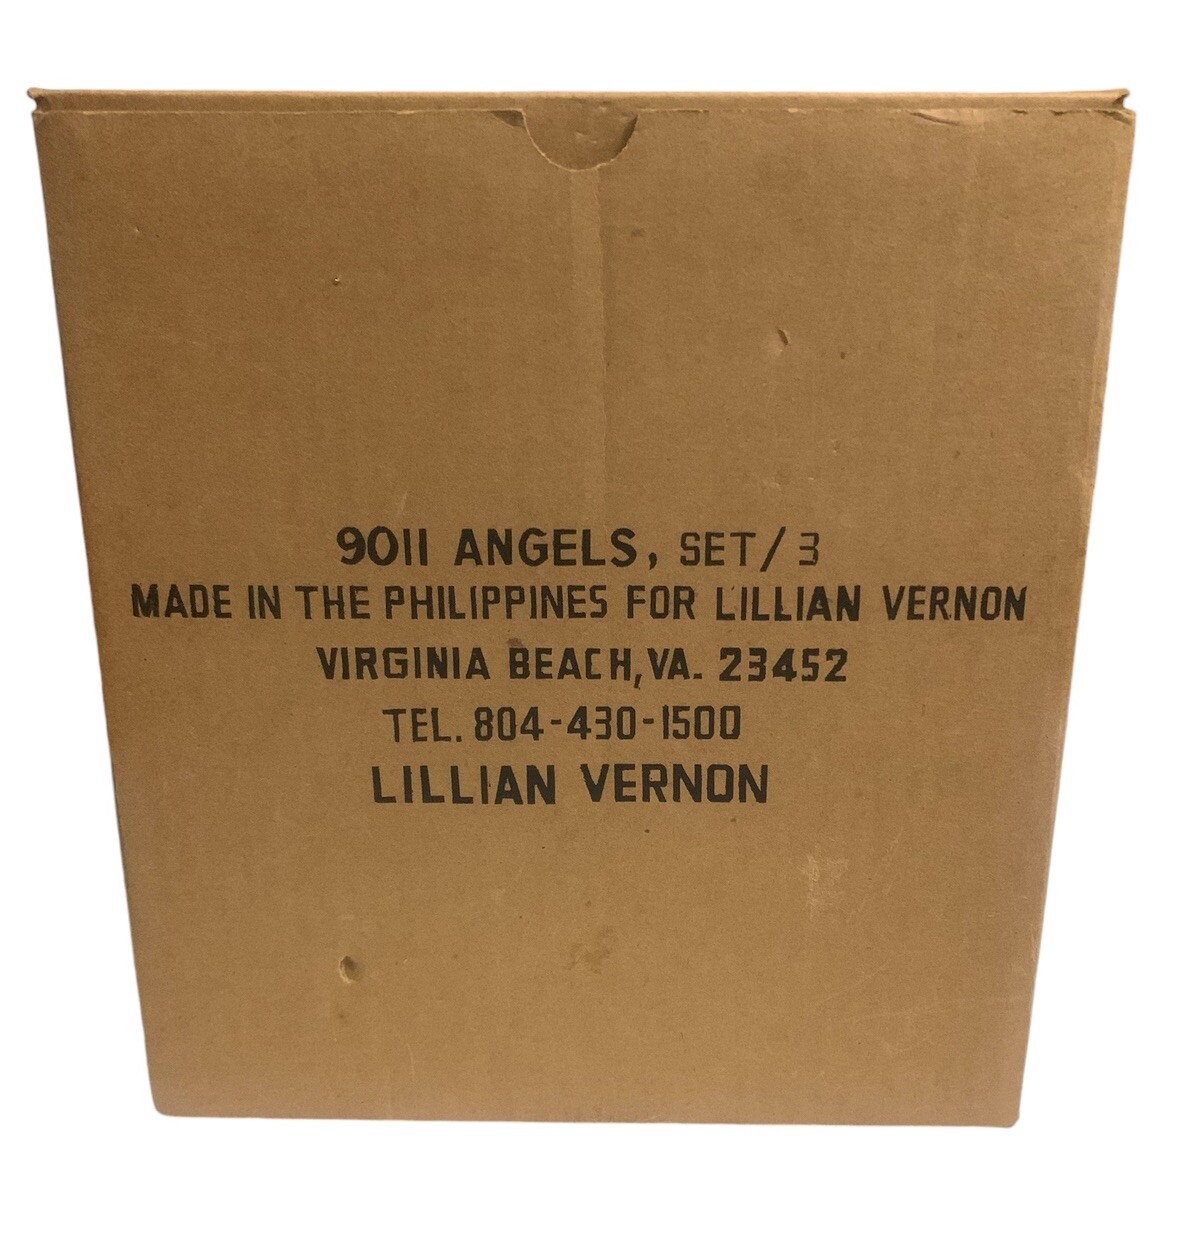 9011 ANGELS, SET/3
MADE IN THE PHILIPPINES FOR LILLIAN VERNON
VIRGINIA BEACH, VA. 23452
TEL. 804-430-1500
LILLIAN VERNON